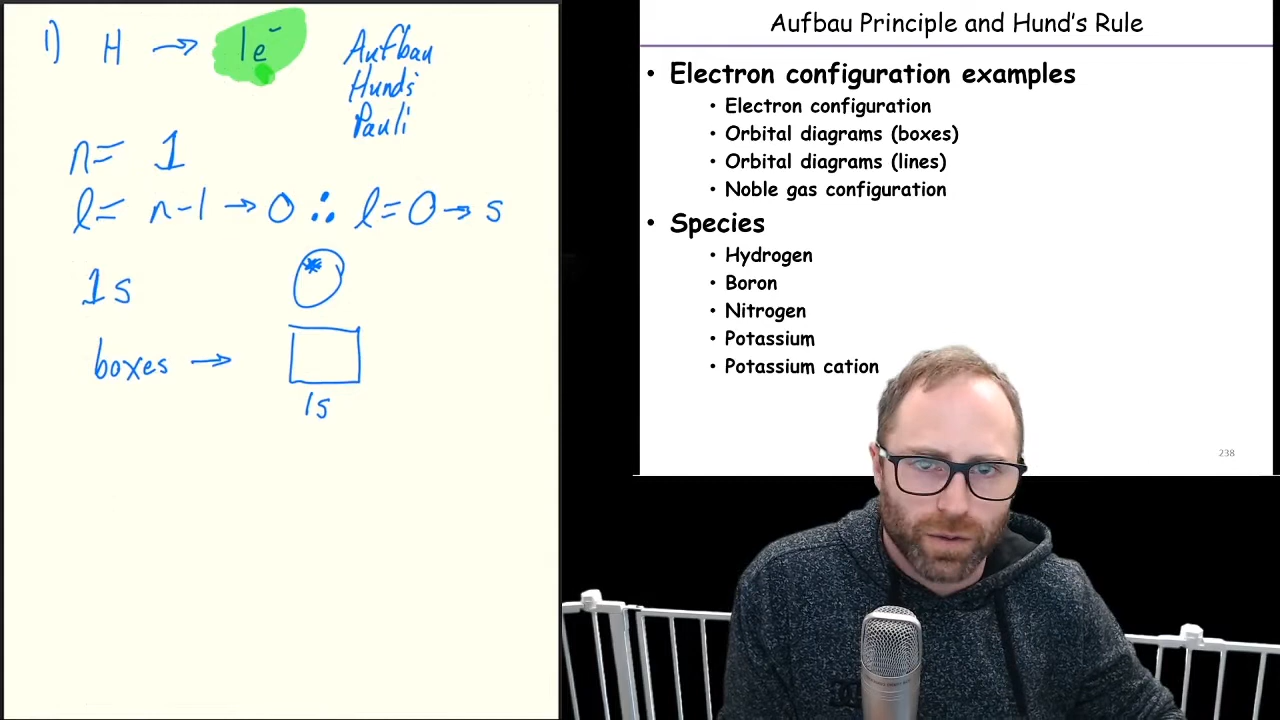 1) H → 1e⁻
Aufbau
Hund's
Pauli
n= 1
l= n-1 → 0 ∴ l=0 → s
1s
boxes →
1s
Aufbau Principle and Hund's Rule
• Electron configuration examples
• Electron configuration
• Orbital diagrams (boxes)
• Orbital diagrams (lines)
• Noble gas configuration
• Species
• Hydrogen
• Boron
• Nitrogen
• Potassium
• Potassium cation
238